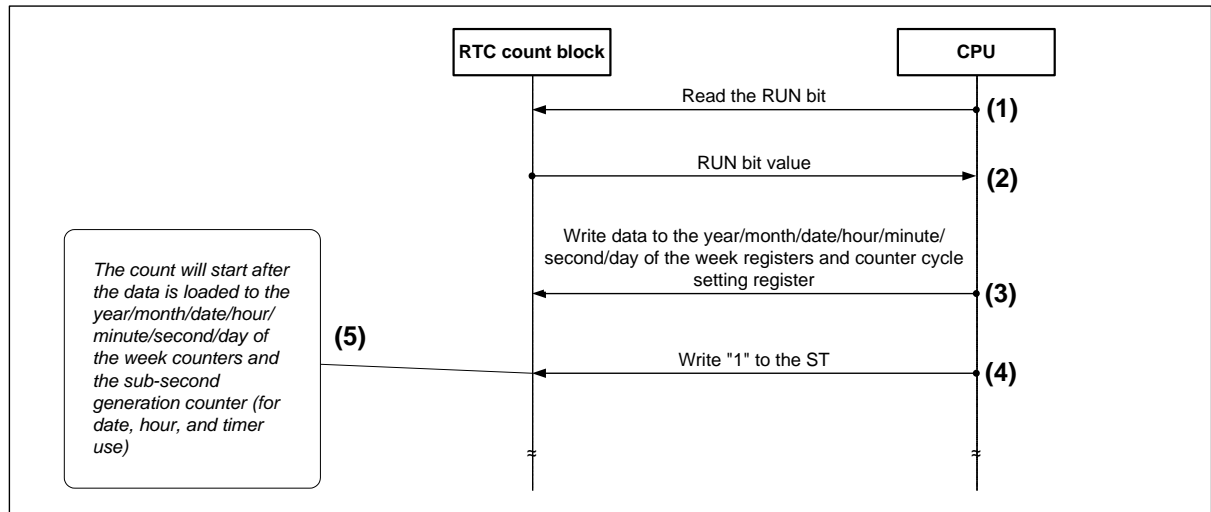 RTC count block
CPU
Read the RUN bit
(1)
RUN bit value
(2)
Write data to the year/month/date/hour/minute/
second/day of the week registers and counter cycle
setting register
(3)
The count will start after
the data is loaded to the
year/month/date/hour/
minute/second/day of
the week counters and
the sub-second
generation counter (for
date, hour, and timer
use)
(5)
Write "1" to the ST
(4)